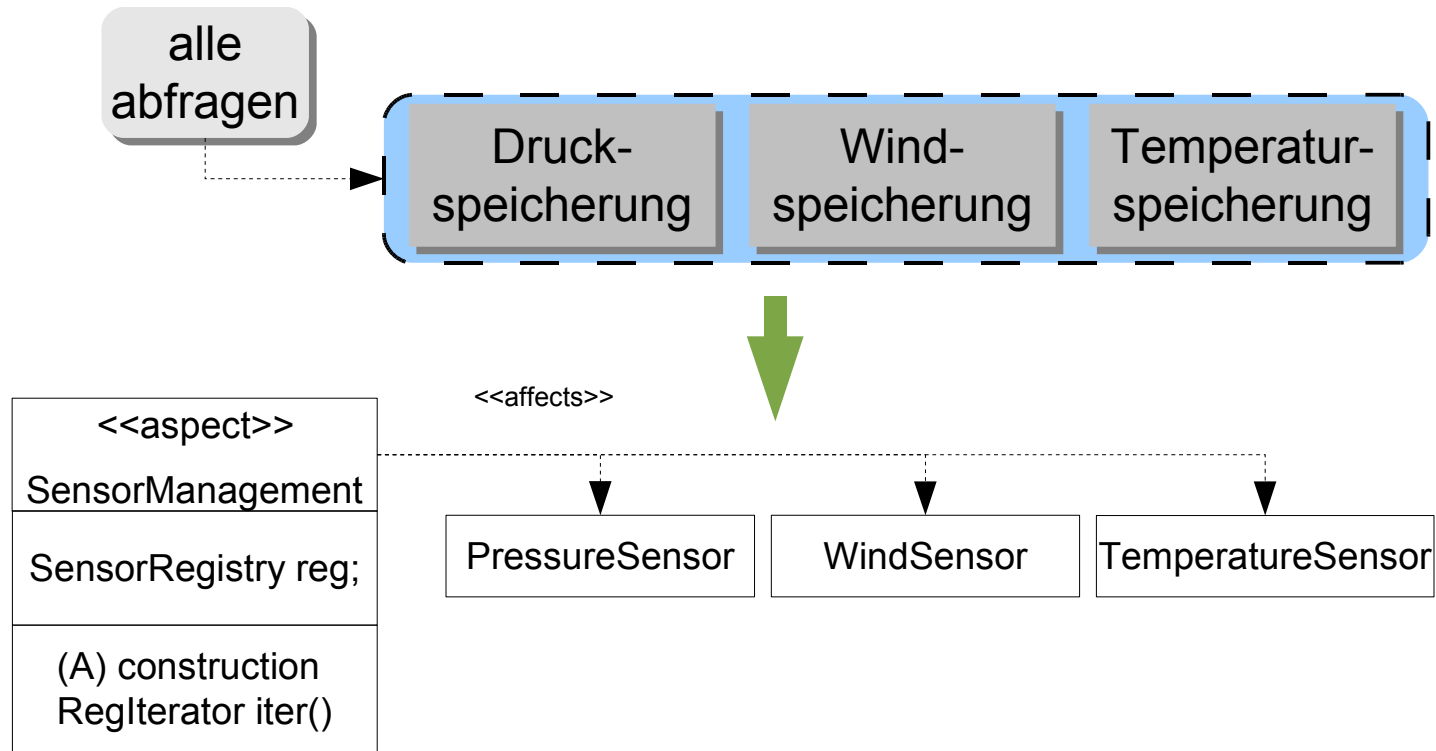 alle
abfragen
Druck-
speicherung
Wind-
speicherung
Temperatur-
speicherung
<<affects>>
<<aspect>>
SensorManagement
SensorRegistry reg;
(A) construction
RegIterator iter()
PressureSensor
WindSensor
TemperatureSensor